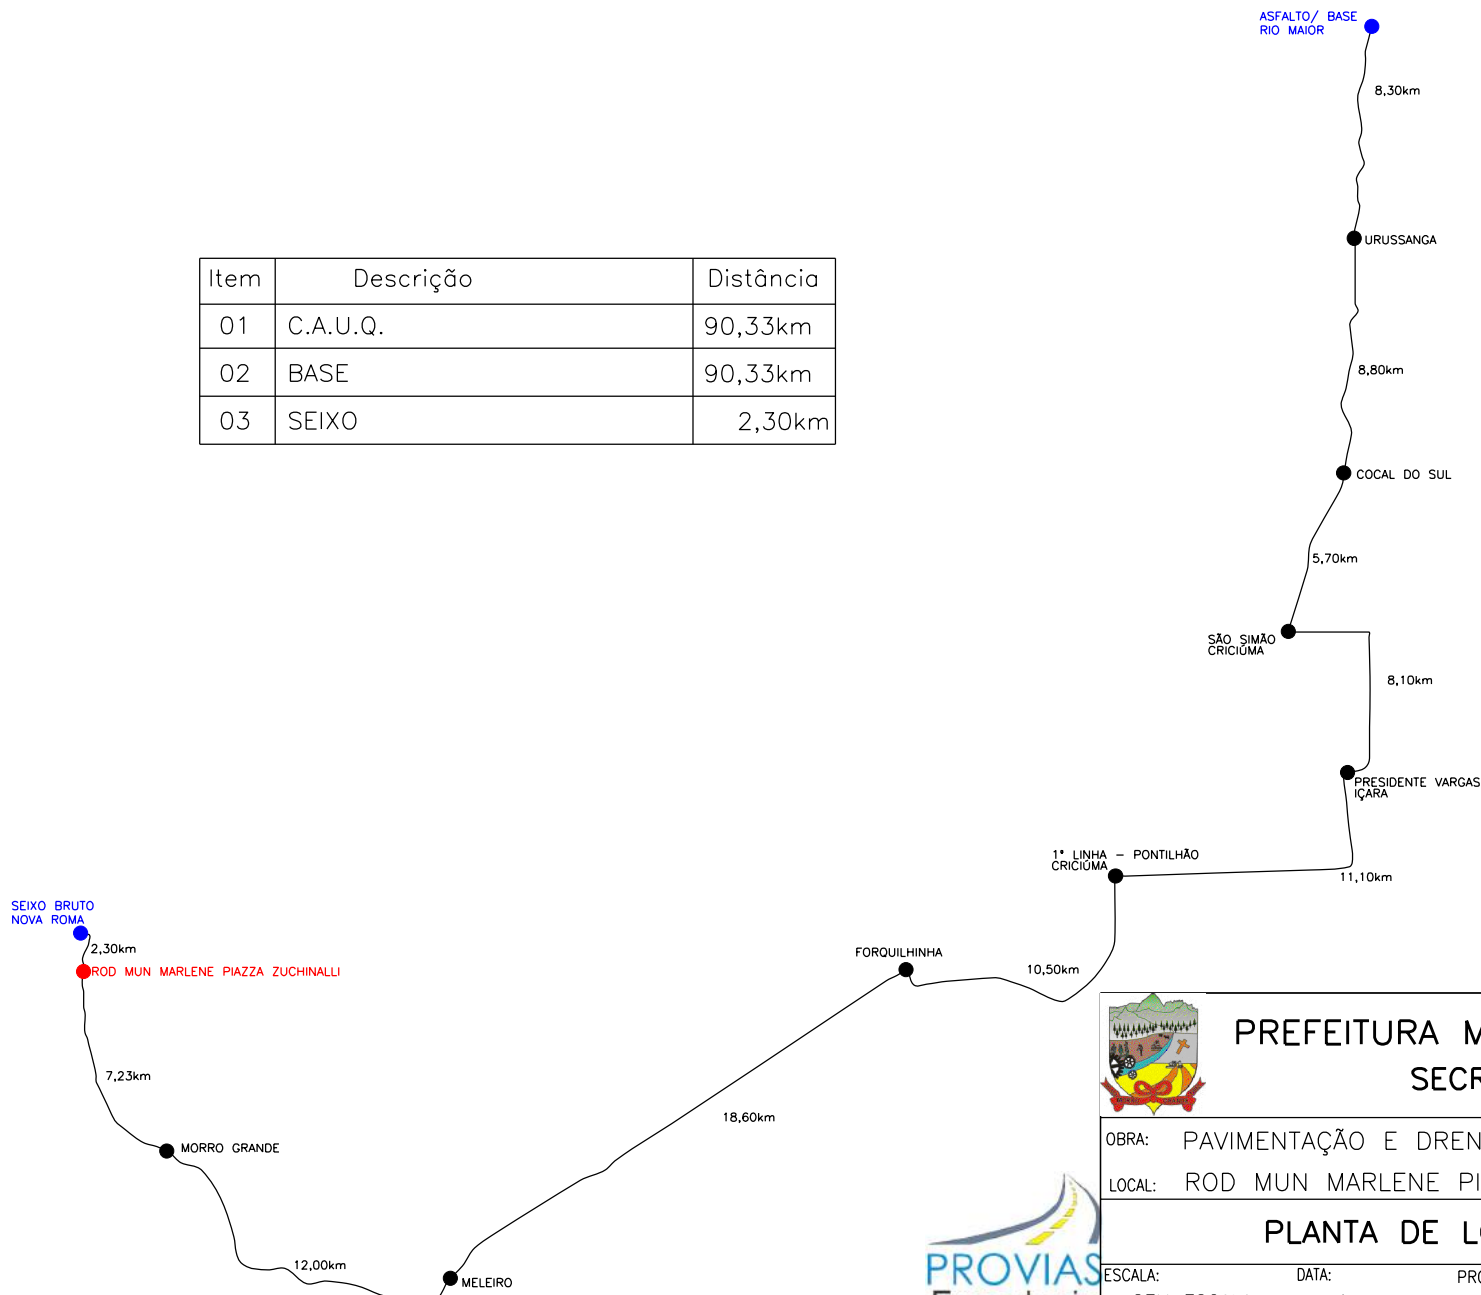 ASFALTO/ BASE
RIO MAIOR
8,30km
URUSSANGA
Item Descrição Distância
01 C.A.U.Q. 90,33km
02 BASE 90,33km
03 SEIXO 2,30km
8,80km
COCAL DO SUL
5,70km
SÃO SIMÃO
CRICIÚMA
8,10km
PRESIDENTE VARGAS
IÇARA
1° LINHA – PONTILHÃO
CRICIÚMA
11,10km
SEIXO BRUTO
NOVA ROMA
2,30km
ROD MUN MARLENE PIAZZA ZUCHINALLI
FORQUILHINHA
10,50km
7,23km
18,60km
MORRO GRANDE
12,00km
MELEIRO
PROVIAS
PREFEITURA M
SECR
OBRA: PAVIMENTAÇÃO E DREN
LOCAL: ROD MUN MARLENE PI
PLANTA DE LO
ESCALA: DATA: PRO